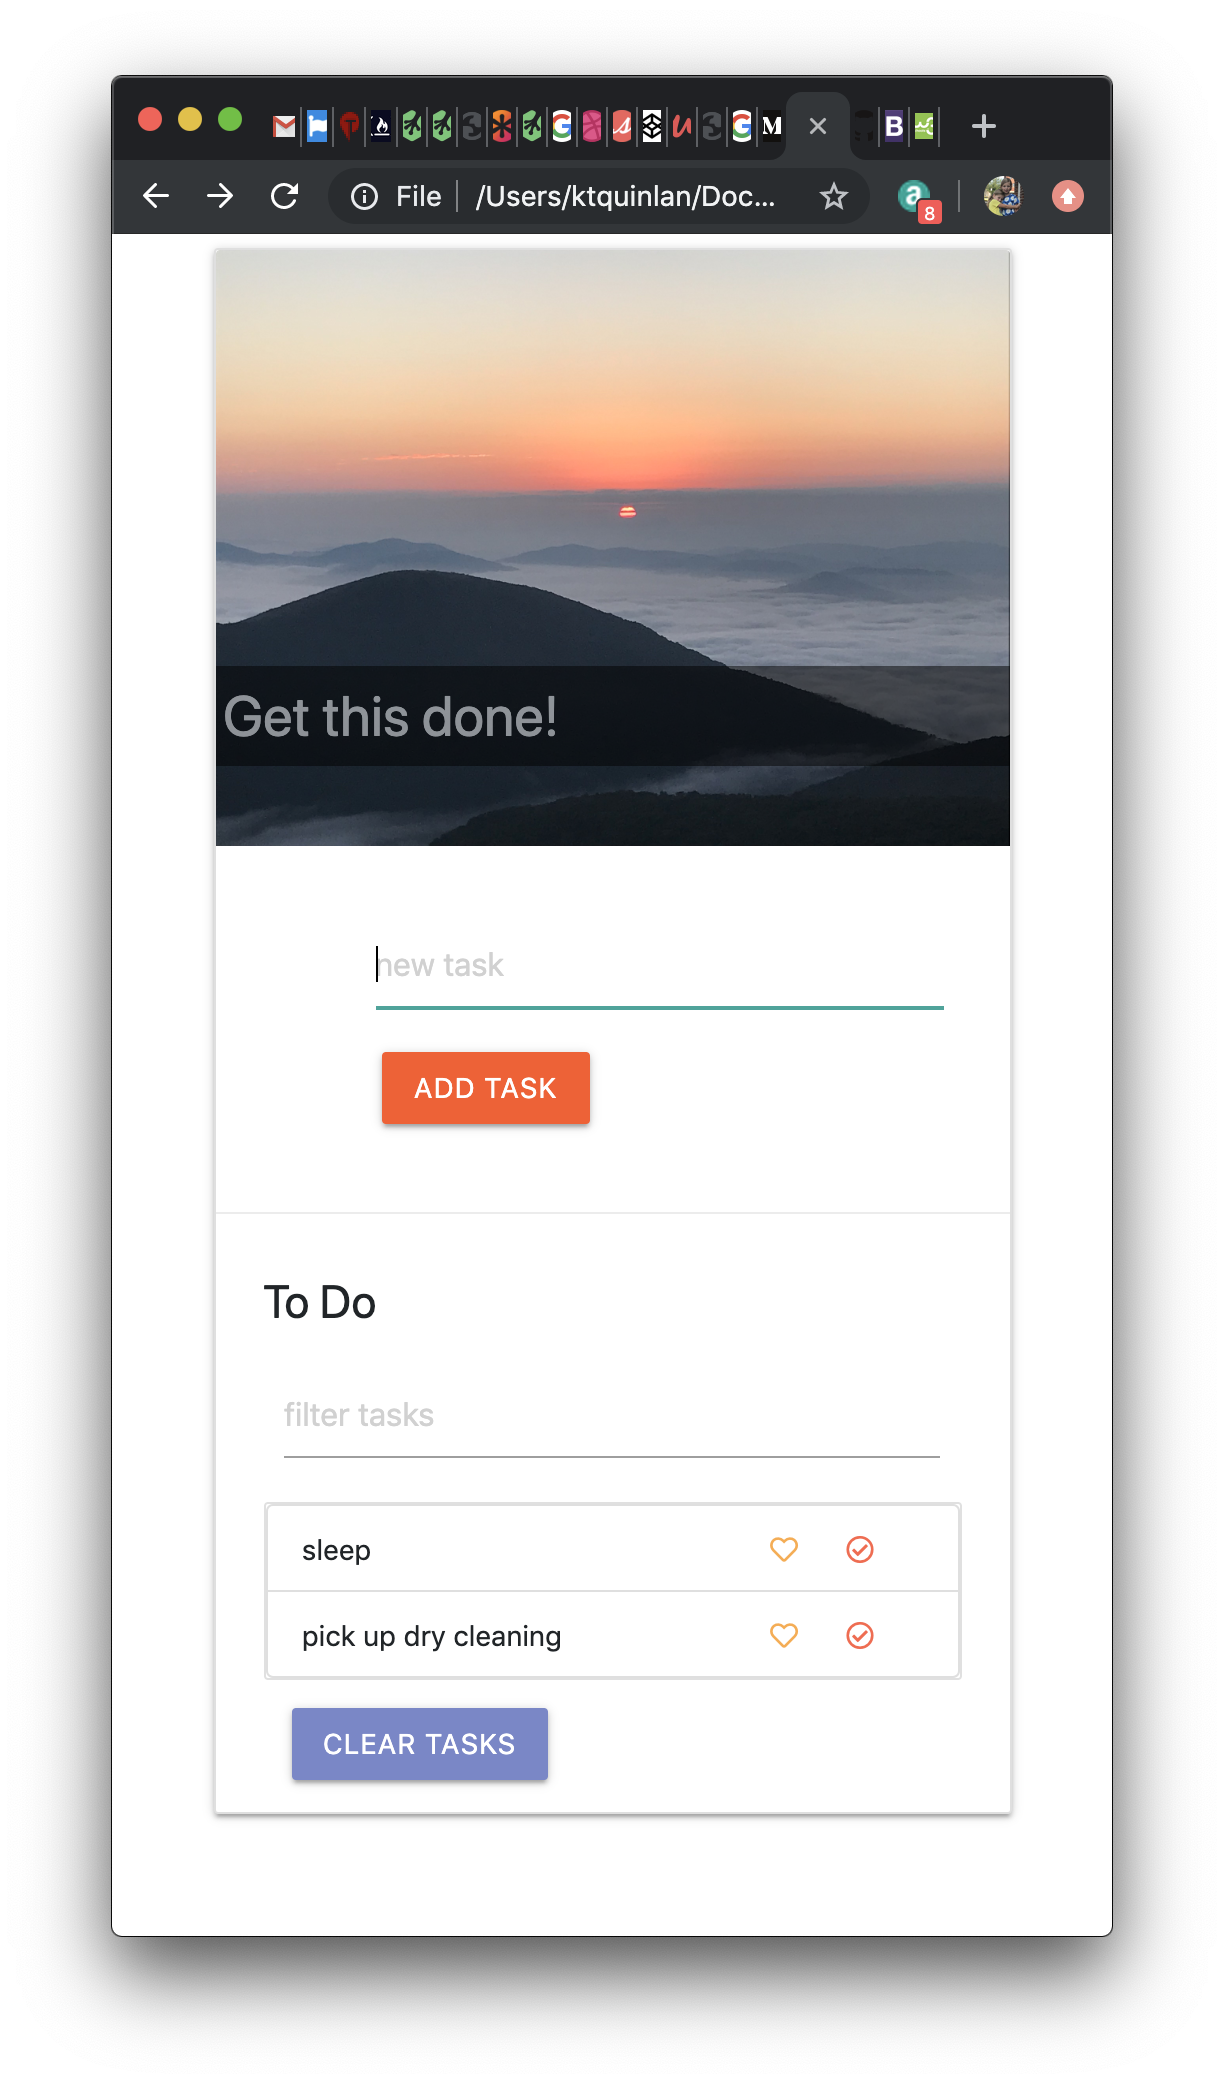 File /Users/ktquinlan/Doc...
8
Get this done!
new task
ADD TASK
To Do
filter tasks
sleep
pick up dry cleaning
CLEAR TASKS